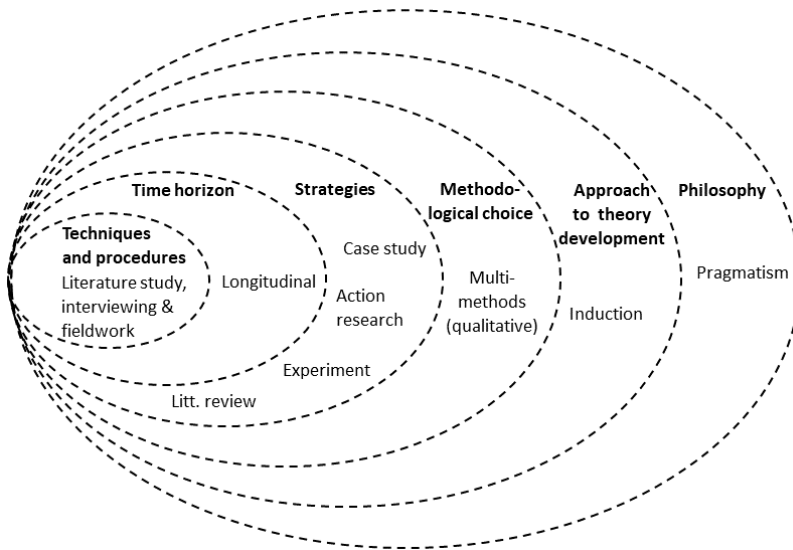 Time horizon
Strategies
Methodo-
logical choice
Approach
to theory
development
Philosophy
Techniques
and procedures
Literature study,
interviewing &
fieldwork
Longitudinal
Case study
Action
research
Experiment
Litt. review
Multi-
methods
(qualitative)
Induction
Pragmatism